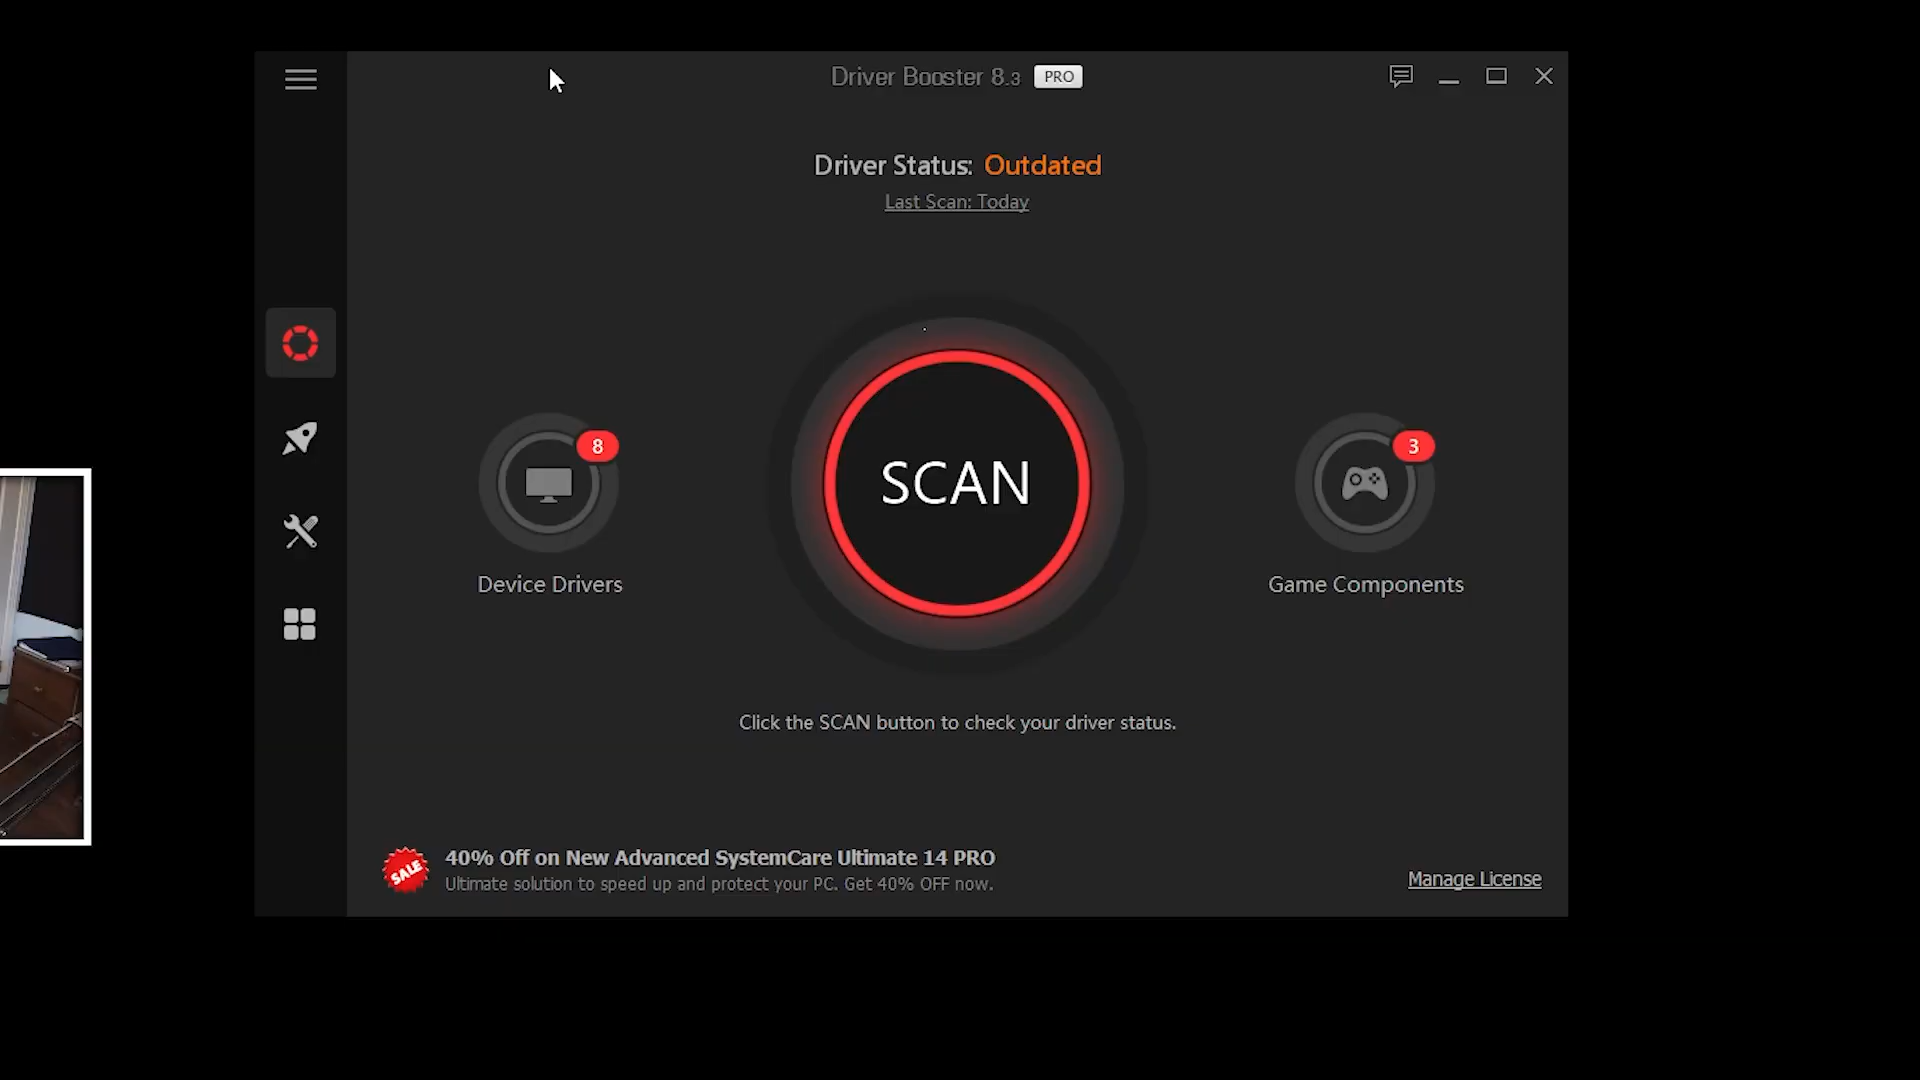 Driver Booster 8.3 PRO
Driver Status: Outdated
Last Scan: Today
8
SCAN
3
Device Drivers
Game Components
Click the SCAN button to check your driver status.
SALE
40% Off on New Advanced SystemCare Ultimate 14 PRO
Ultimate solution to speed up and protect your PC. Get 40% OFF now.
Manage License